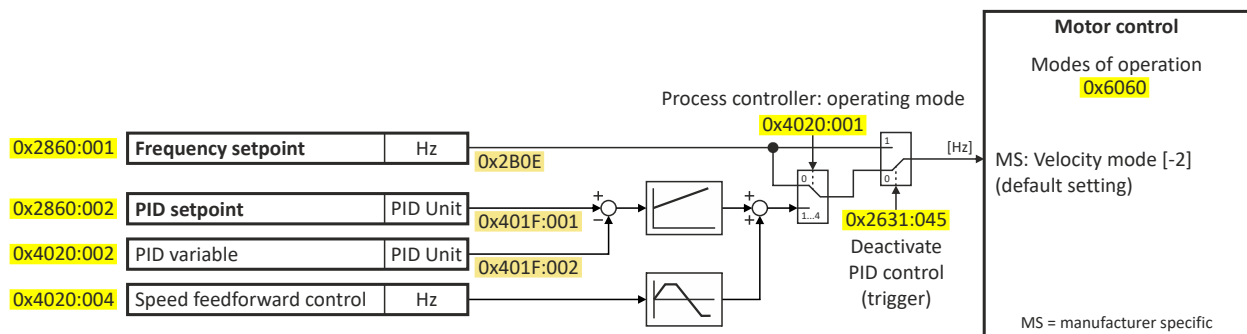 Motor control
Modes of operation
0x6060
Process controller: operating mode
0x4020:001
0x2860:001 Frequency setpoint Hz
0x2B0E
[Hz]
1
0
0
1...4
MS: Velocity mode [-2]
(default setting)
0x2860:002 PID setpoint PID Unit
0x401F:001
+
−
+
+
0x2631:045
Deactivate
PID control
(trigger)
0x4020:002 PID variable PID Unit
0x401F:002
0x4020:004 Speed feedforward control Hz
MS = manufacturer specific